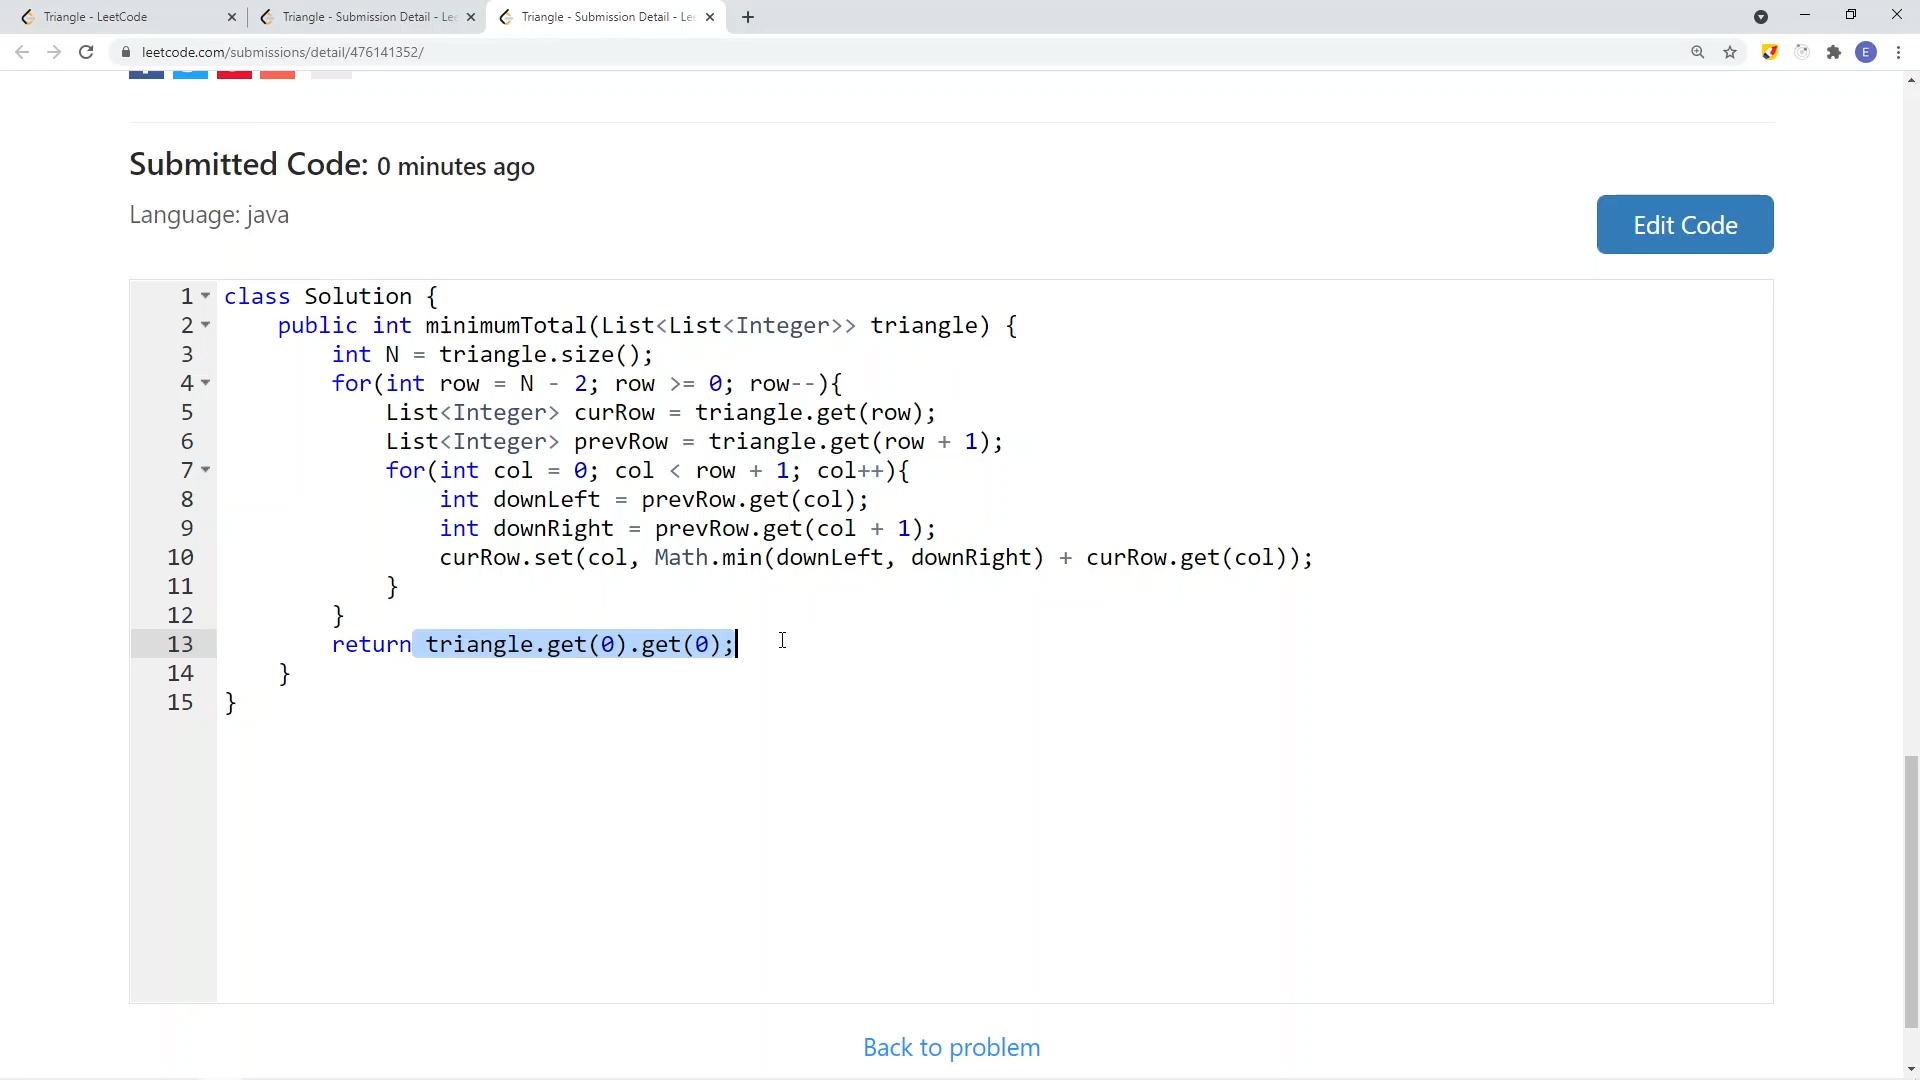 Triangle - LeetCode
Triangle - Submission Detail - Le
Triangle - Submission Detail - Le
leetcode.com/submissions/detail/476141352/
E
Submitted Code: 0 minutes ago
Language: java
Edit Code
1 class Solution {
2     public int minimumTotal(List<List<Integer>> triangle) {
3         int N = triangle.size();
4         for(int row = N - 2; row >= 0; row--){
5             List<Integer> curRow = triangle.get(row);
6             List<Integer> prevRow = triangle.get(row + 1);
7             for(int col = 0; col < row + 1; col++){
8                 int downLeft = prevRow.get(col);
9                 int downRight = prevRow.get(col + 1);
10                 curRow.set(col, Math.min(downLeft, downRight) + curRow.get(col));
11             }
12         }
13         return triangle.get(0).get(0);
14     }
15 }
Back to problem